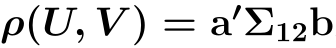 ρ(U, V) = a′Σ₁₂b